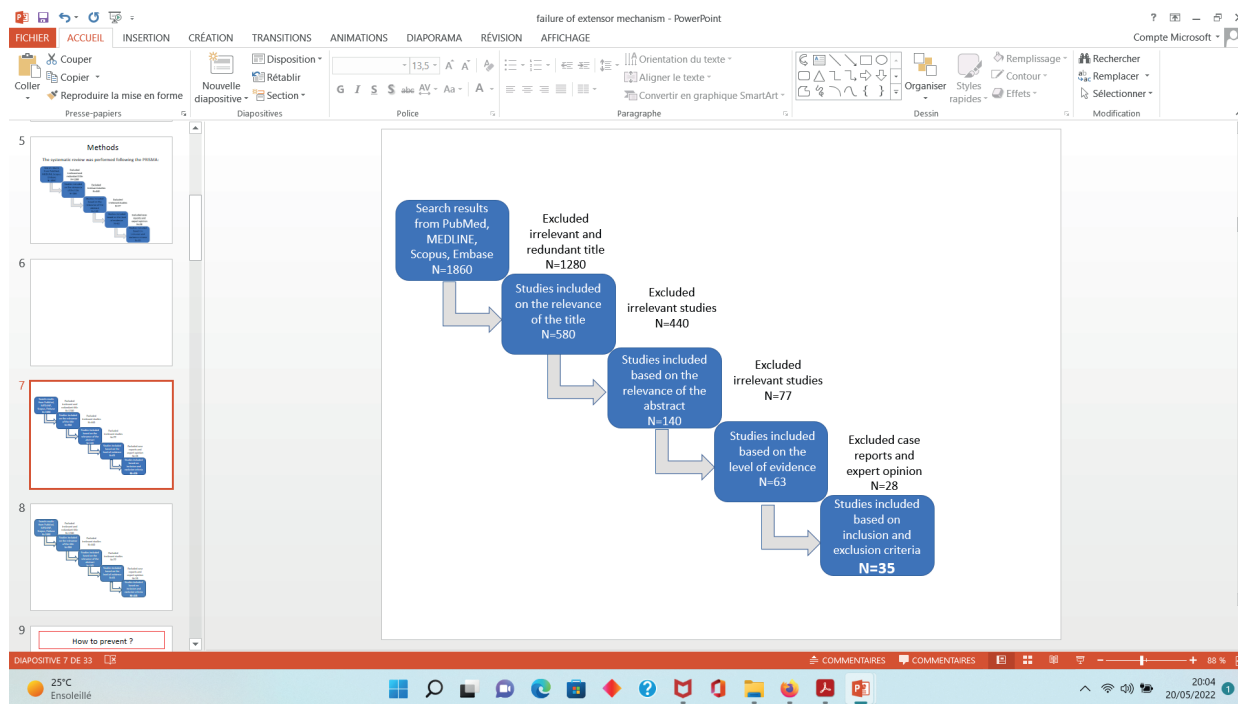 failure of extensor mechanism - PowerPoint
FICHIER ACCUEIL INSERTION CRÉATION TRANSITIONS ANIMATIONS DIAPORAMA RÉVISION AFFICHAGE
Compte Microsoft
Coller
Couper
Copier
Reproduire la mise en forme
Presse-papiers
Nouvelle
diapositive
Disposition
Rétablir
Section
Diapositives
13,5
G I S S abc AV Aa A
Police
Orientation du texte
Aligner le texte
Convertir en graphique SmartArt
Paragraphe
Organiser
Styles
rapides
Remplissage
Contour
Effets
Dessin
Rechercher
Remplacer
Sélectionner
Modification
5
Methods
The systematic review was performed following the PRISMA
6
7
8
9
How to prevent ?
Search results
from PubMed,
MEDLINE,
Scopus, Embase
N=1860
Excluded
irrelevant and
redundant title
N=1280
Studies included
on the relevance
of the title
N=580
Excluded
irrelevant studies
N=440
Studies included
based on the
relevance of the
abstract
N=140
Excluded
irrelevant studies
N=77
Studies included
based on the
level of evidence
N=63
Excluded case
reports and
expert opinion
N=28
Studies included
based on
inclusion and
exclusion criteria
N=35
DIAPOSITIVE 7 DE 33
COMMENTAIRES
COMMENTAIRES
88 %
25°C
Ensoleillé
20:04
20/05/2022
1